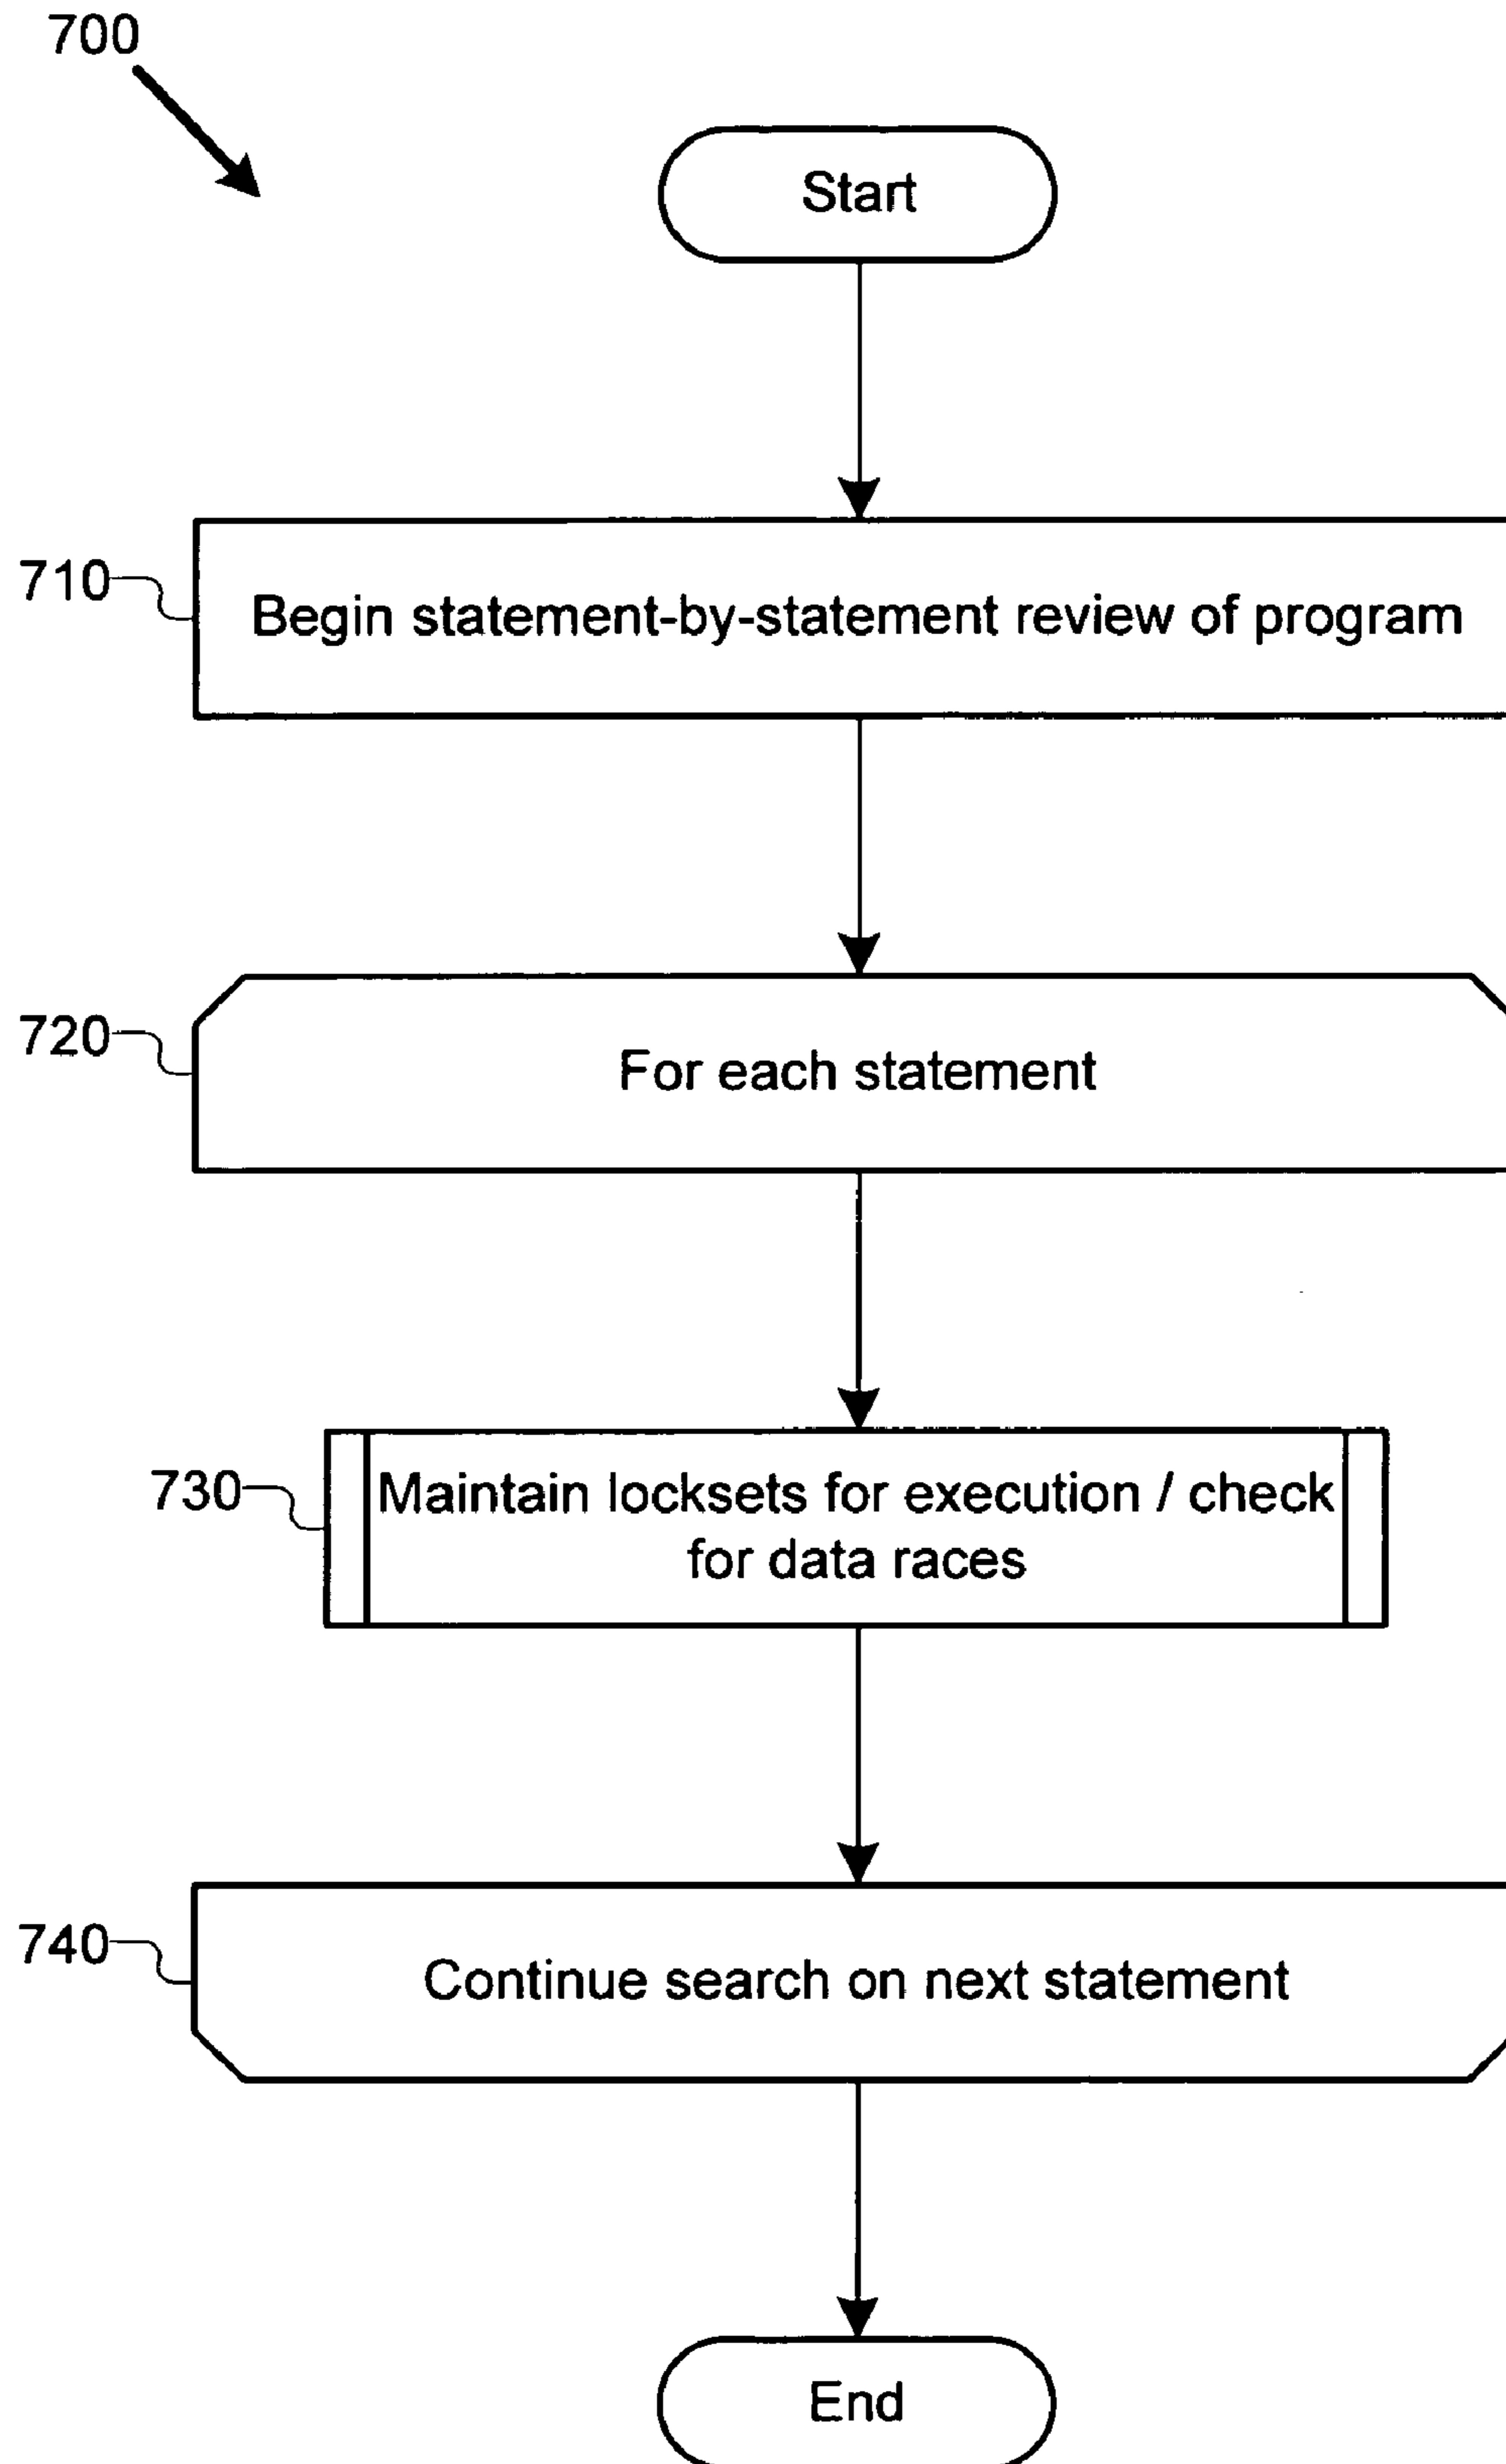 700
Start
710
Begin statement-by-statement review of program
720
For each statement
730
Maintain locksets for execution / check
for data races
740
Continue search on next statement
End